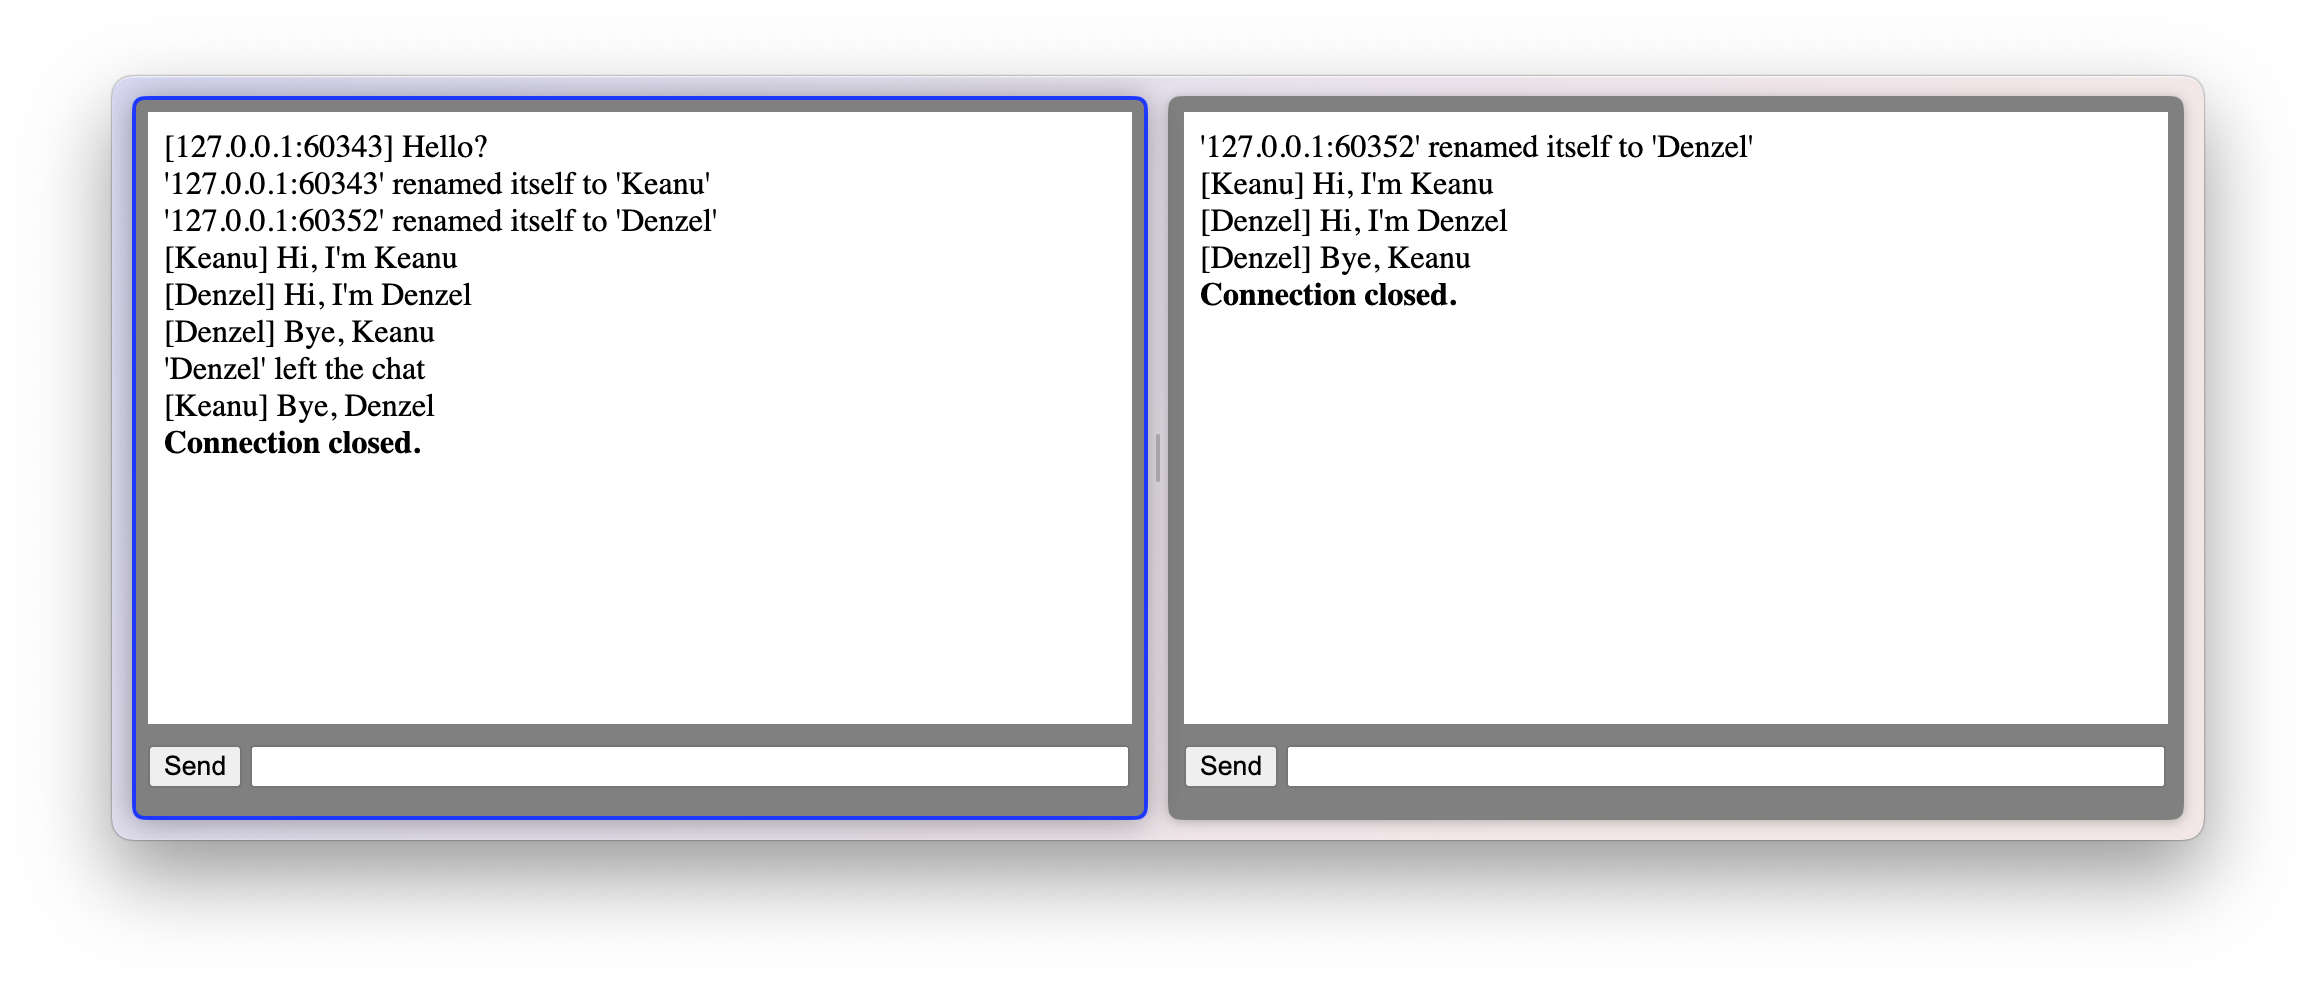 [127.0.0.1:60343] Hello?
'127.0.0.1:60343' renamed itself to 'Keanu'
'127.0.0.1:60352' renamed itself to 'Denzel'
[Keanu] Hi, I'm Keanu
[Denzel] Hi, I'm Denzel
[Denzel] Bye, Keanu
'Denzel' left the chat
[Keanu] Bye, Denzel
Connection closed.
Send
'127.0.0.1:60352' renamed itself to 'Denzel'
[Keanu] Hi, I'm Keanu
[Denzel] Hi, I'm Denzel
[Denzel] Bye, Keanu
Connection closed.
Send